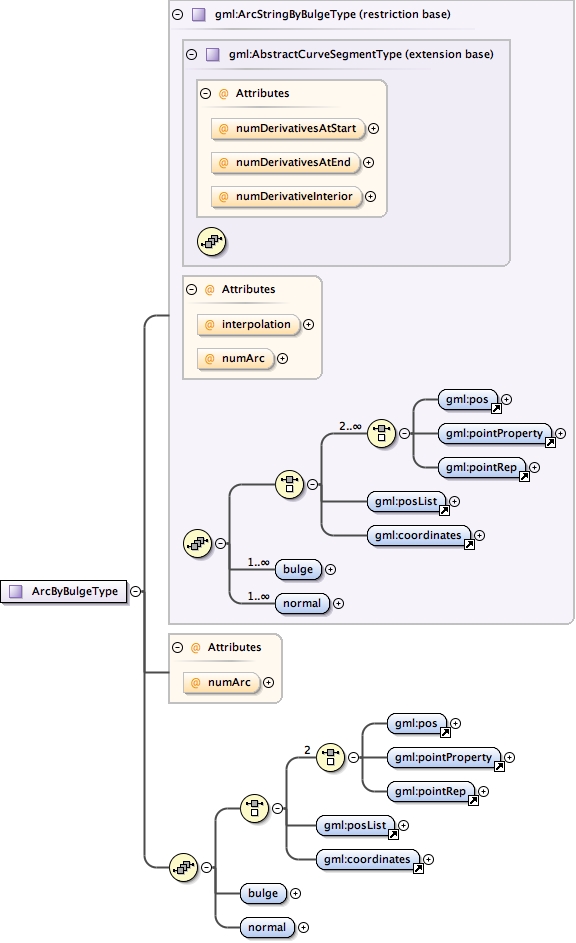 gml:ArcStringByBulgeType (restriction base)
gml:AbstractCurveSegmentType (extension base)
@ Attributes
@ numDerivativesAtStart
@ numDerivativesAtEnd
@ numDerivativeInterior
@ Attributes
@ interpolation
@ numArc
2..∞
gml:pos
gml:pointProperty
gml:pointRep
gml:posList
gml:coordinates
1..∞ bulge
1..∞ normal
ArcByBulgeType
@ Attributes
@ numArc
2
gml:pos
gml:pointProperty
gml:pointRep
gml:posList
gml:coordinates
bulge
normal